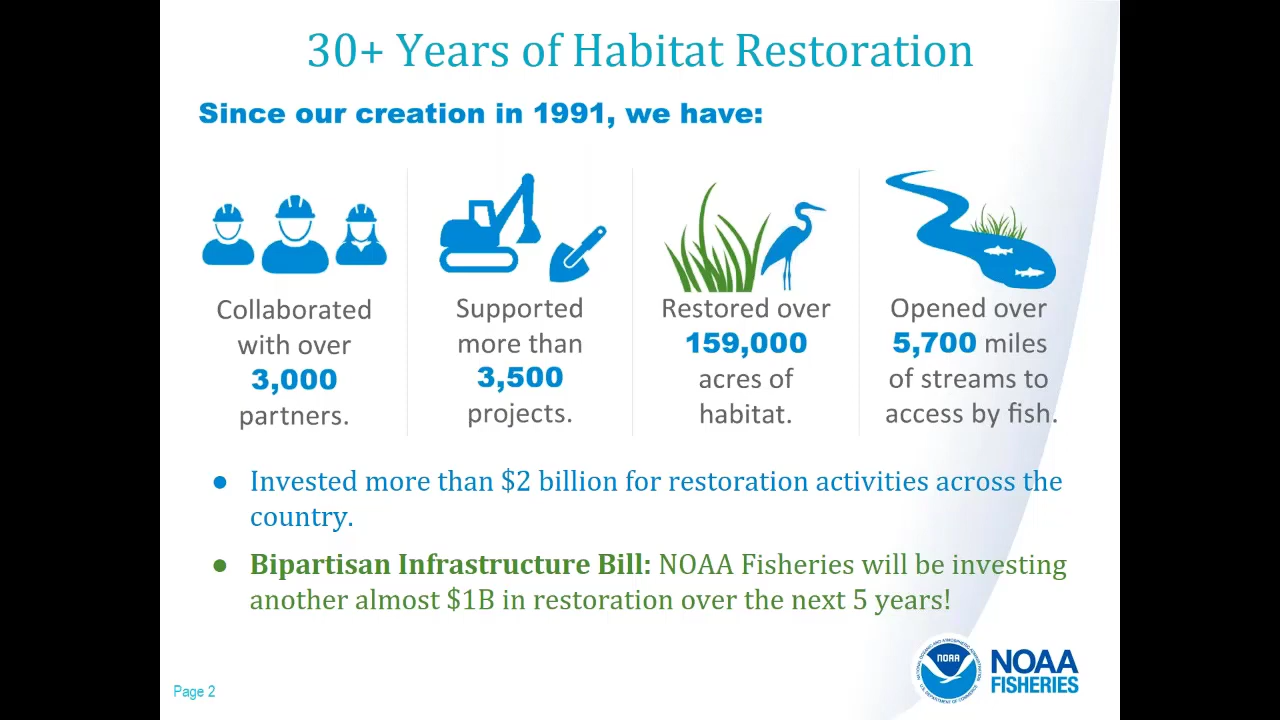 30+ Years of Habitat Restoration
Since our creation in 1991, we have:
Collaborated
with over
3,000
partners.
Supported
more than
3,500
projects.
Restored over
159,000
acres of
habitat.
Opened over
5,700 miles
of streams to
access by fish.
● Invested more than $2 billion for restoration activities across the
country.
● Bipartisan Infrastructure Bill: NOAA Fisheries will be investing
another almost $1B in restoration over the next 5 years!
NOAA
NOAA
FISHERIES
Page 2